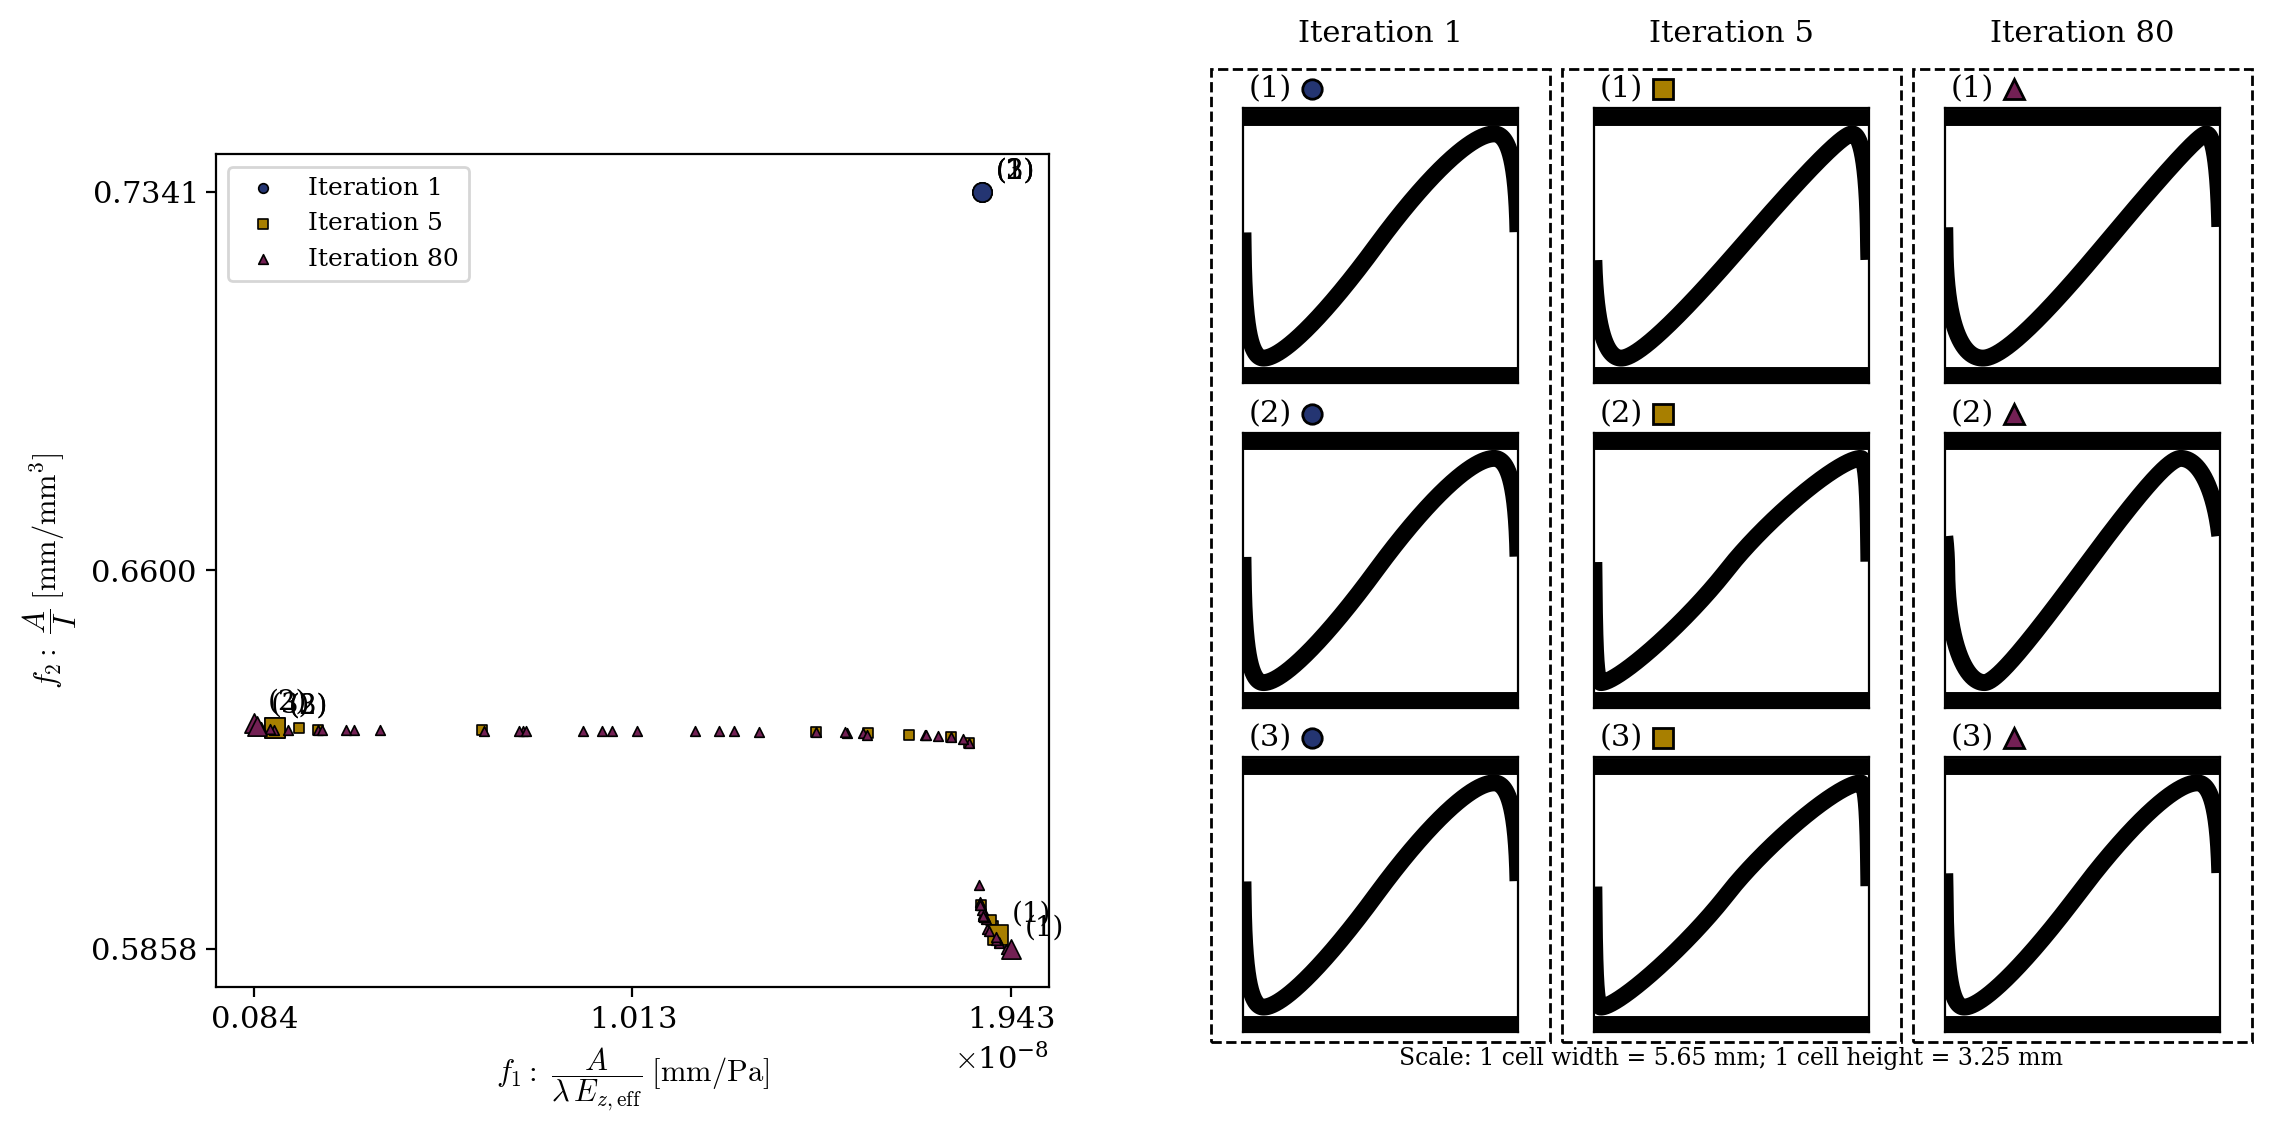 Iteration 1
Iteration 5
Iteration 80
0.7341
0.6600
0.5858
f₂ : A/I [mm/mm³]
(1)
(1)
(1)
0.084
1.013
1.943
×10⁻⁸
f₁ : A/(λ E_z,eff) [mm/Pa]
Iteration 1 Iteration 5 Iteration 80
(1) (1) (1)
(2) (2) (2)
(3) (3) (3)
Scale: 1 cell width = 5.65 mm; 1 cell height = 3.25 mm